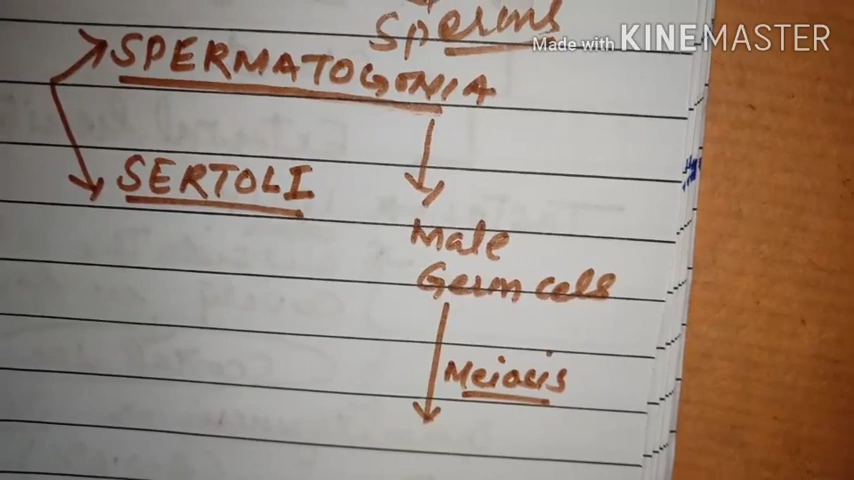 Sperms
Made with KINEMASTER
SPERMATOGONIA
SERTOLI
Male
Germ cells
Meiosis